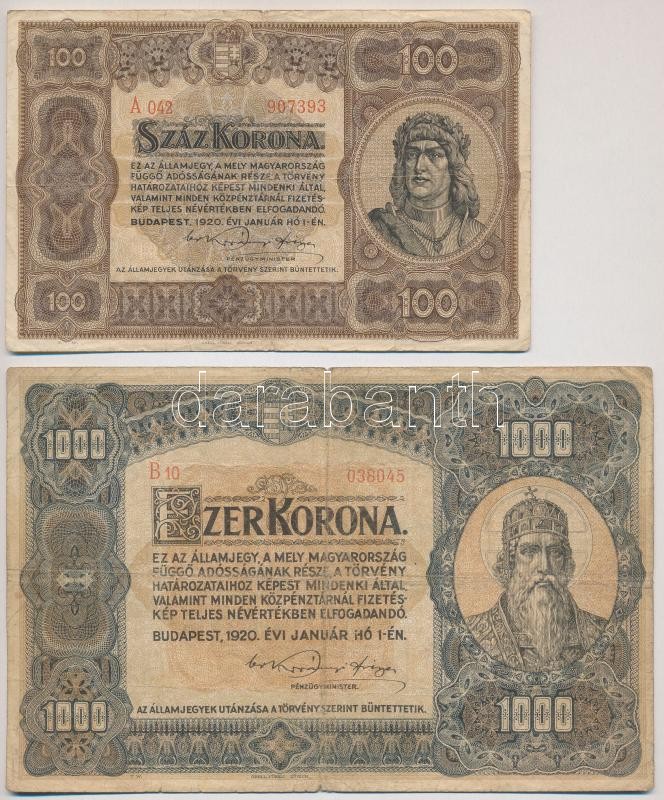 100
100
A 042 907393
SZÁZ KORONA.
EZ AZ ÁLLAMJEGY, A MELY MAGYARORSZÁG
FÜGGŐ ADÓSSÁGÁNAK RÉSZE, A TÖRVÉNY
HATÁROZATAIHOZ KÉPEST MINDENKI ÁLTAL,
VALAMINT MINDEN KÖZPÉNZTÁRNÁL FIZETÉS-
KÉP TELJES NÉVÉRTÉKBEN ELFOGADANDÓ.
BUDAPEST, 1920. ÉVI JANUÁR HÓ 1-ÉN.
PÉNZÜGYMINISTER
AZ ÁLLAMJEGYEK UTÁNZÁSA A TÖRVÉNY SZERINT BÜNTETTETIK.
100
100
darabanth
1000
1000
B 10 038045
EZER KORONA.
EZ AZ ÁLLAMJEGY, A MELY MAGYARORSZÁG
FÜGGŐ ADÓSSÁGÁNAK RÉSZE, A TÖRVÉNY
HATÁROZATAIHOZ KÉPEST MINDENKI ÁLTAL,
VALAMINT MINDEN KÖZPÉNZTÁRNÁL FIZETÉS-
KÉP TELJES NÉVÉRTÉKBEN ELFOGADANDÓ.
BUDAPEST, 1920. ÉVI JANUÁR HÓ 1-ÉN.
PÉNZÜGYMINISTER.
AZ ÁLLAMJEGYEK UTÁNZÁSA A TÖRVÉNY SZERINT BÜNTETTETIK.
1000
1000